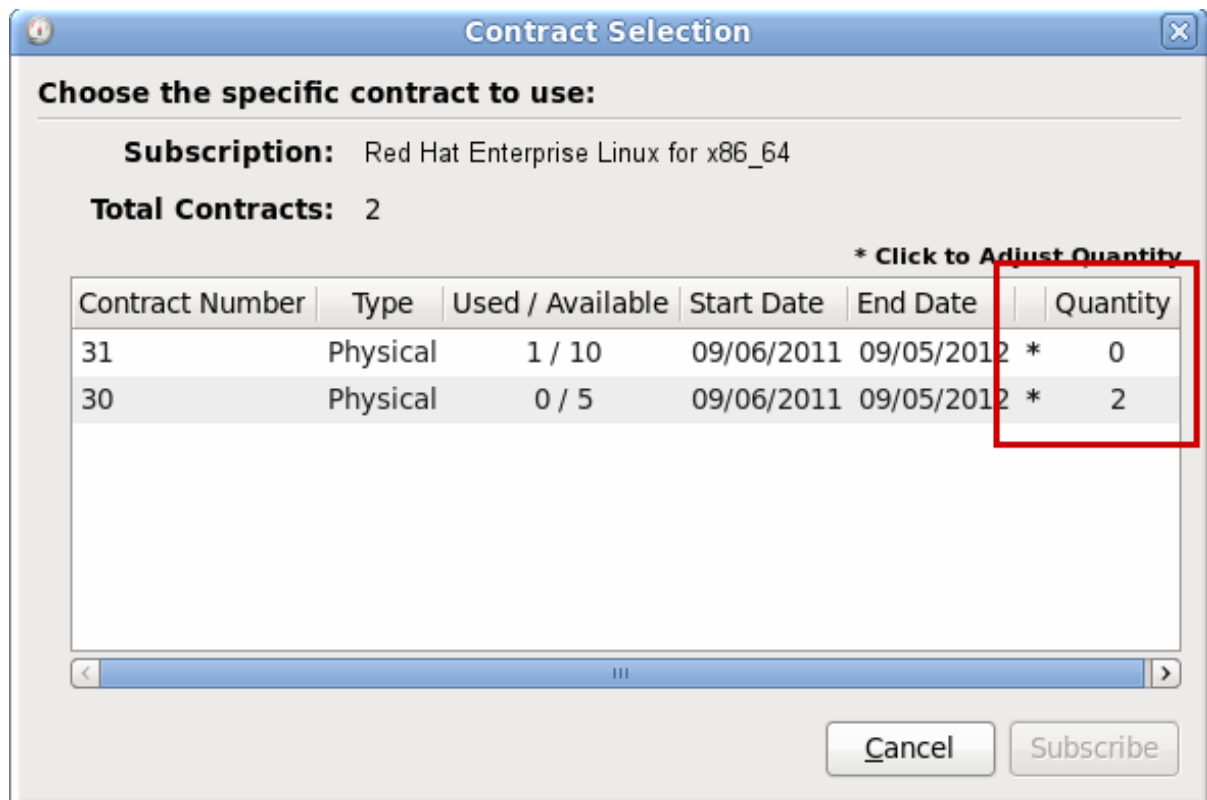 Contract Selection
Choose the specific contract to use:
Subscription: Red Hat Enterprise Linux for x86_64
Total Contracts: 2
* Click to Adjust Quantity
Contract Number Type Used / Available Start Date End Date Quantity
31 Physical 1 / 10 09/06/2011 09/05/2012 * 0
30 Physical 0 / 5 09/06/2011 09/05/2012 * 2
Cancel Subscribe